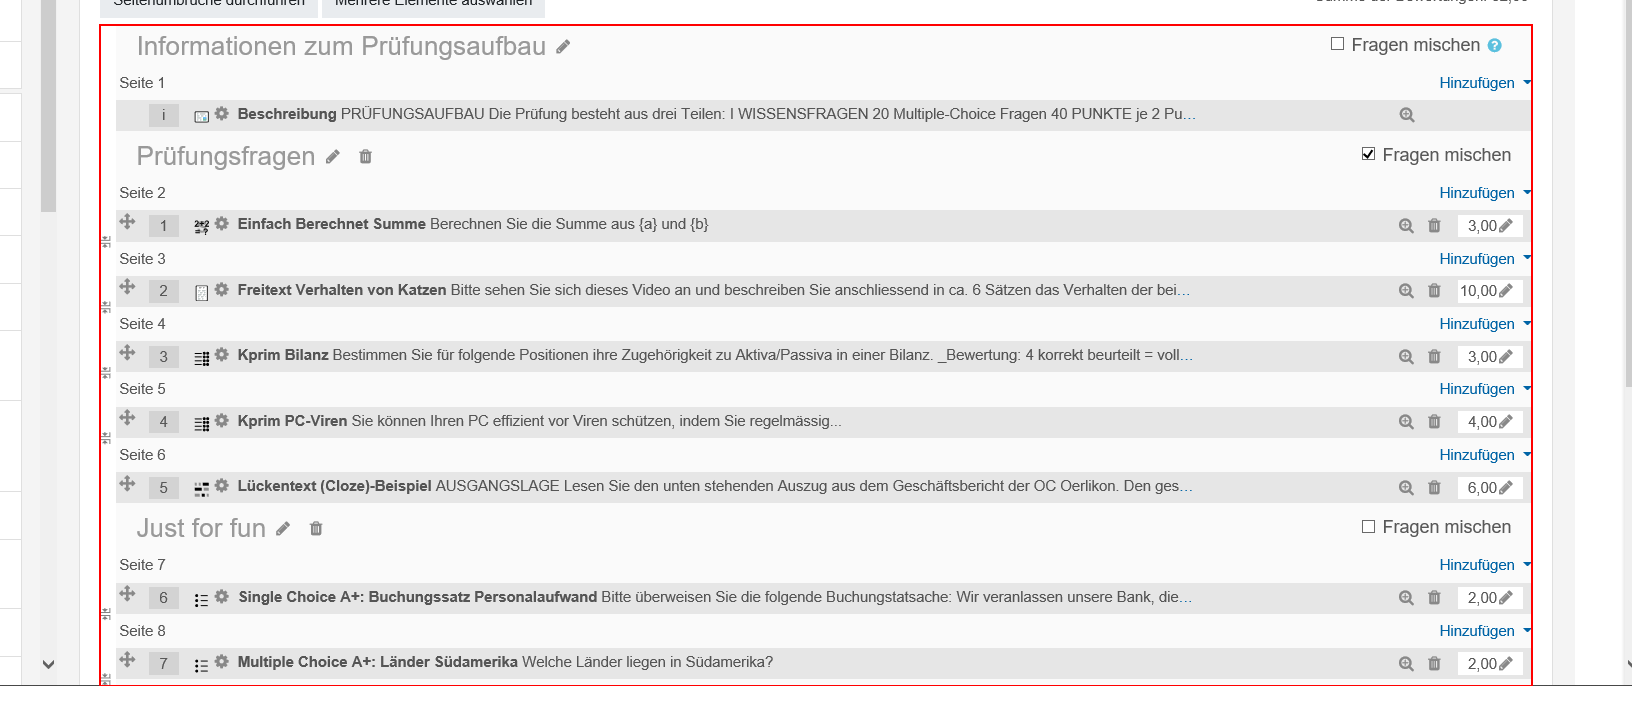 Seitenumbrüche durchführen Mehrere Elemente auswählen
Informationen zum Prüfungsaufbau Fragen mischen ?
Seite 1 Hinzufügen
i Beschreibung PRÜFUNGSAUFBAU Die Prüfung besteht aus drei Teilen: I WISSENSFRAGEN 20 Multiple-Choice Fragen 40 PUNKTE je 2 Pu…
Prüfungsfragen Fragen mischen
Seite 2 Hinzufügen
1 2+2 =? Einfach Berechnet Summe Berechnen Sie die Summe aus {a} und {b} 3,00
Seite 3 Hinzufügen
2 Freitext Verhalten von Katzen Bitte sehen Sie sich dieses Video an und beschreiben Sie anschliessend in ca. 6 Sätzen das Verhalten der bei… 10,00
Seite 4 Hinzufügen
3 Kprim Bilanz Bestimmen Sie für folgende Positionen ihre Zugehörigkeit zu Aktiva/Passiva in einer Bilanz. _Bewertung: 4 korrekt beurteilt = voll… 3,00
Seite 5 Hinzufügen
4 Kprim PC-Viren Sie können Ihren PC effizient vor Viren schützen, indem Sie regelmässig... 4,00
Seite 6 Hinzufügen
5 Lückentext (Cloze)-Beispiel AUSGANGSLAGE Lesen Sie den unten stehenden Auszug aus dem Geschäftsbericht der OC Oerlikon. Den ges… 6,00
Just for fun Fragen mischen
Seite 7 Hinzufügen
6 Single Choice A+: Buchungssatz Personalaufwand Bitte überweisen Sie die folgende Buchungstatsache: Wir veranlassen unsere Bank, die… 2,00
Seite 8 Hinzufügen
7 Multiple Choice A+: Länder Südamerika Welche Länder liegen in Südamerika? 2,00